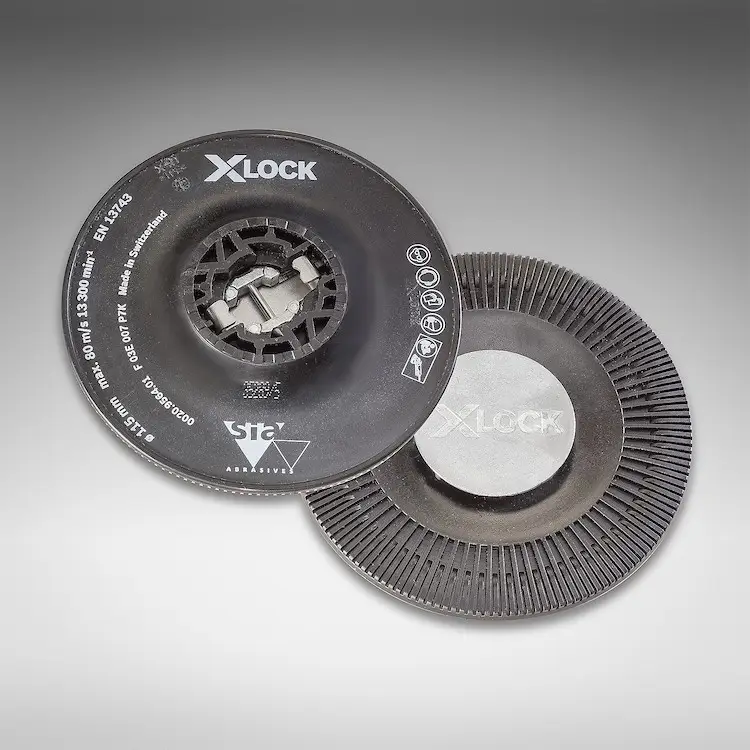 X LOCK
EN 13743
ø 115 mm max. 80 m/s 13 300 min⁻¹
Made in Switzerland
0020.9564.01 F 03E 007 P7K
sia
ABRASIVES
X LOCK